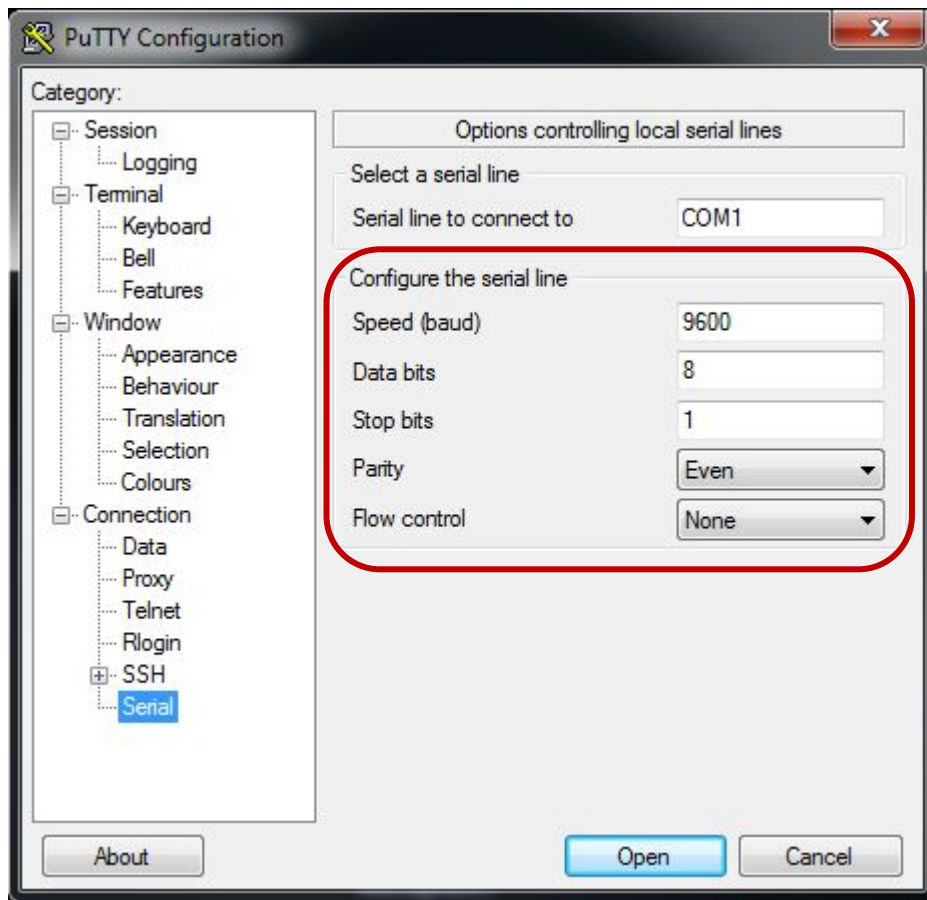 PuTTY Configuration
Category:
Session
Logging
Terminal
Keyboard
Bell
Features
Window
Appearance
Behaviour
Translation
Selection
Colours
Connection
Data
Proxy
Telnet
Rlogin
SSH
Serial
Options controlling local serial lines
Select a serial line
Serial line to connect to COM1
Configure the serial line
Speed (baud) 9600
Data bits 8
Stop bits 1
Parity Even
Flow control None
About Open Cancel